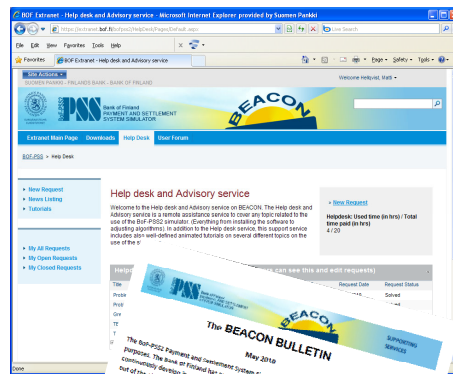 BOF Extranet - Help desk and Advisory service - Microsoft Internet Explorer provided by Suomen Pankki
https://extranet.bof.fi/bofpss/HelpDesk/Pages/Default.aspx
Live Search
File Edit View Favorites Tools Help
Favorites BOF Extranet - Help desk and Advisory service
Page Safety Tools
Site Actions
SUOMEN PANKKI - FINLANDS BANK - BANK OF FINLAND
Welcome Hellqvist, Matti
BOF-PSS
Bank of Finland
PAYMENT AND SETTLEMENT
SYSTEM SIMULATOR
BEACON
Extranet Main Page Downloads Help Desk User Forum
BOF-PSS > Help Desk
New Request
News Listing
Tutorials
My All Requests
My Open Requests
My Closed Requests
Help desk and Advisory service
Welcome to the Help desk and Advisory service on BEACON. The Help desk and
Advisory service is a remote assistance service to cover any topic related to the
use of the BoF-PSS2 simulator. (Everything from installing the software to
adjusting algorithms). In addition to the Help desk service, this support service
includes also well-defined animated tutorials on several different topics on the
use of the s
New Request
Helpdesk: Used time (in hrs) / Total
time paid (in hrs)
4 / 20
can see this and edit requests)
Title Request Date Request Status
Solved
PSS
BEACON
SUPPORTING
SERVICES
The BEACON BULLETIN
May 2010
The BoF-PSS2 Payment and Settlement System
purposes. The Bank of Finland has
continuously
out of the
Done